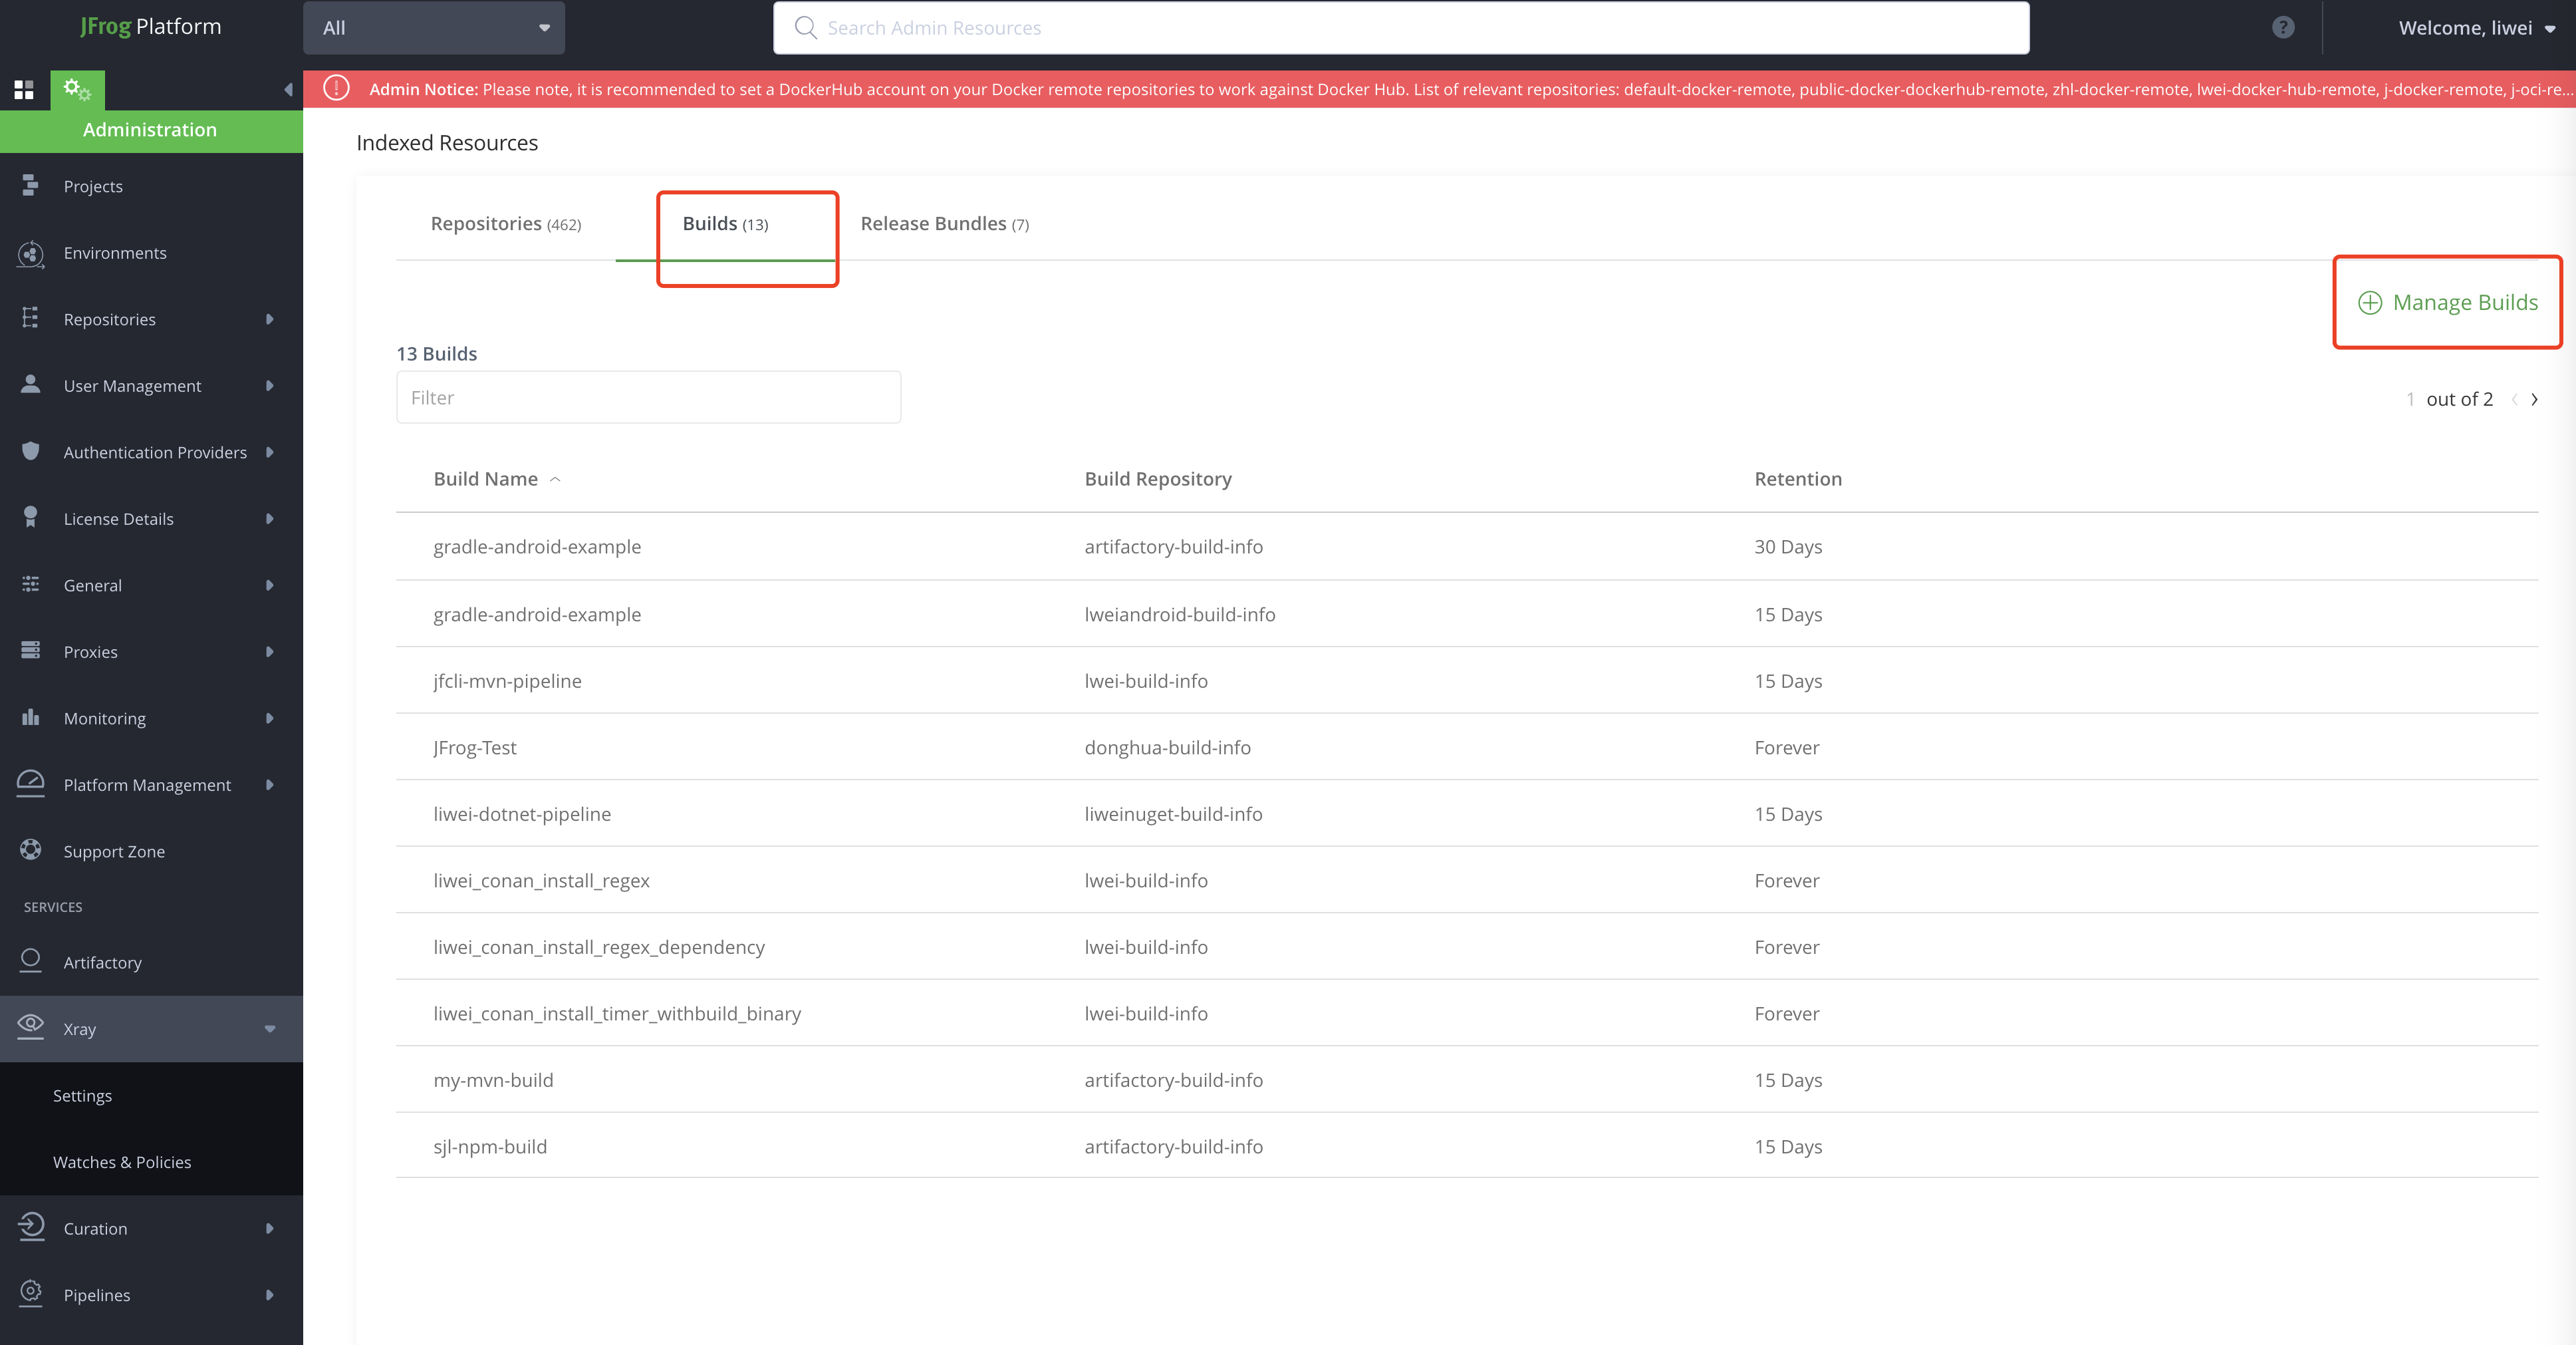 JFrog Platform
All
Search Admin Resources
?
Welcome, liwei
Admin Notice: Please note, it is recommended to set a DockerHub account on your Docker remote repositories to work against Docker Hub. List of relevant repositories: default-docker-remote, public-docker-dockerhub-remote, zhl-docker-remote, lwei-docker-hub-remote, j-docker-remote, j-oci-re...
Administration
Projects
Environments
Repositories
User Management
Authentication Providers
License Details
General
Proxies
Monitoring
Platform Management
Support Zone
SERVICES
Artifactory
Xray
Settings
Watches & Policies
Curation
Pipelines
Indexed Resources
Repositories (462)
Builds (13)
Release Bundles (7)
Manage Builds
13 Builds
Filter
1 out of 2
Build Name Build Repository Retention
gradle-android-example artifactory-build-info 30 Days
gradle-android-example lweiandroid-build-info 15 Days
jfcli-mvn-pipeline lwei-build-info 15 Days
JFrog-Test donghua-build-info Forever
liwei-dotnet-pipeline liweinuget-build-info 15 Days
liwei_conan_install_regex lwei-build-info Forever
liwei_conan_install_regex_dependency lwei-build-info Forever
liwei_conan_install_timer_withbuild_binary lwei-build-info Forever
my-mvn-build artifactory-build-info 15 Days
sjl-npm-build artifactory-build-info 15 Days